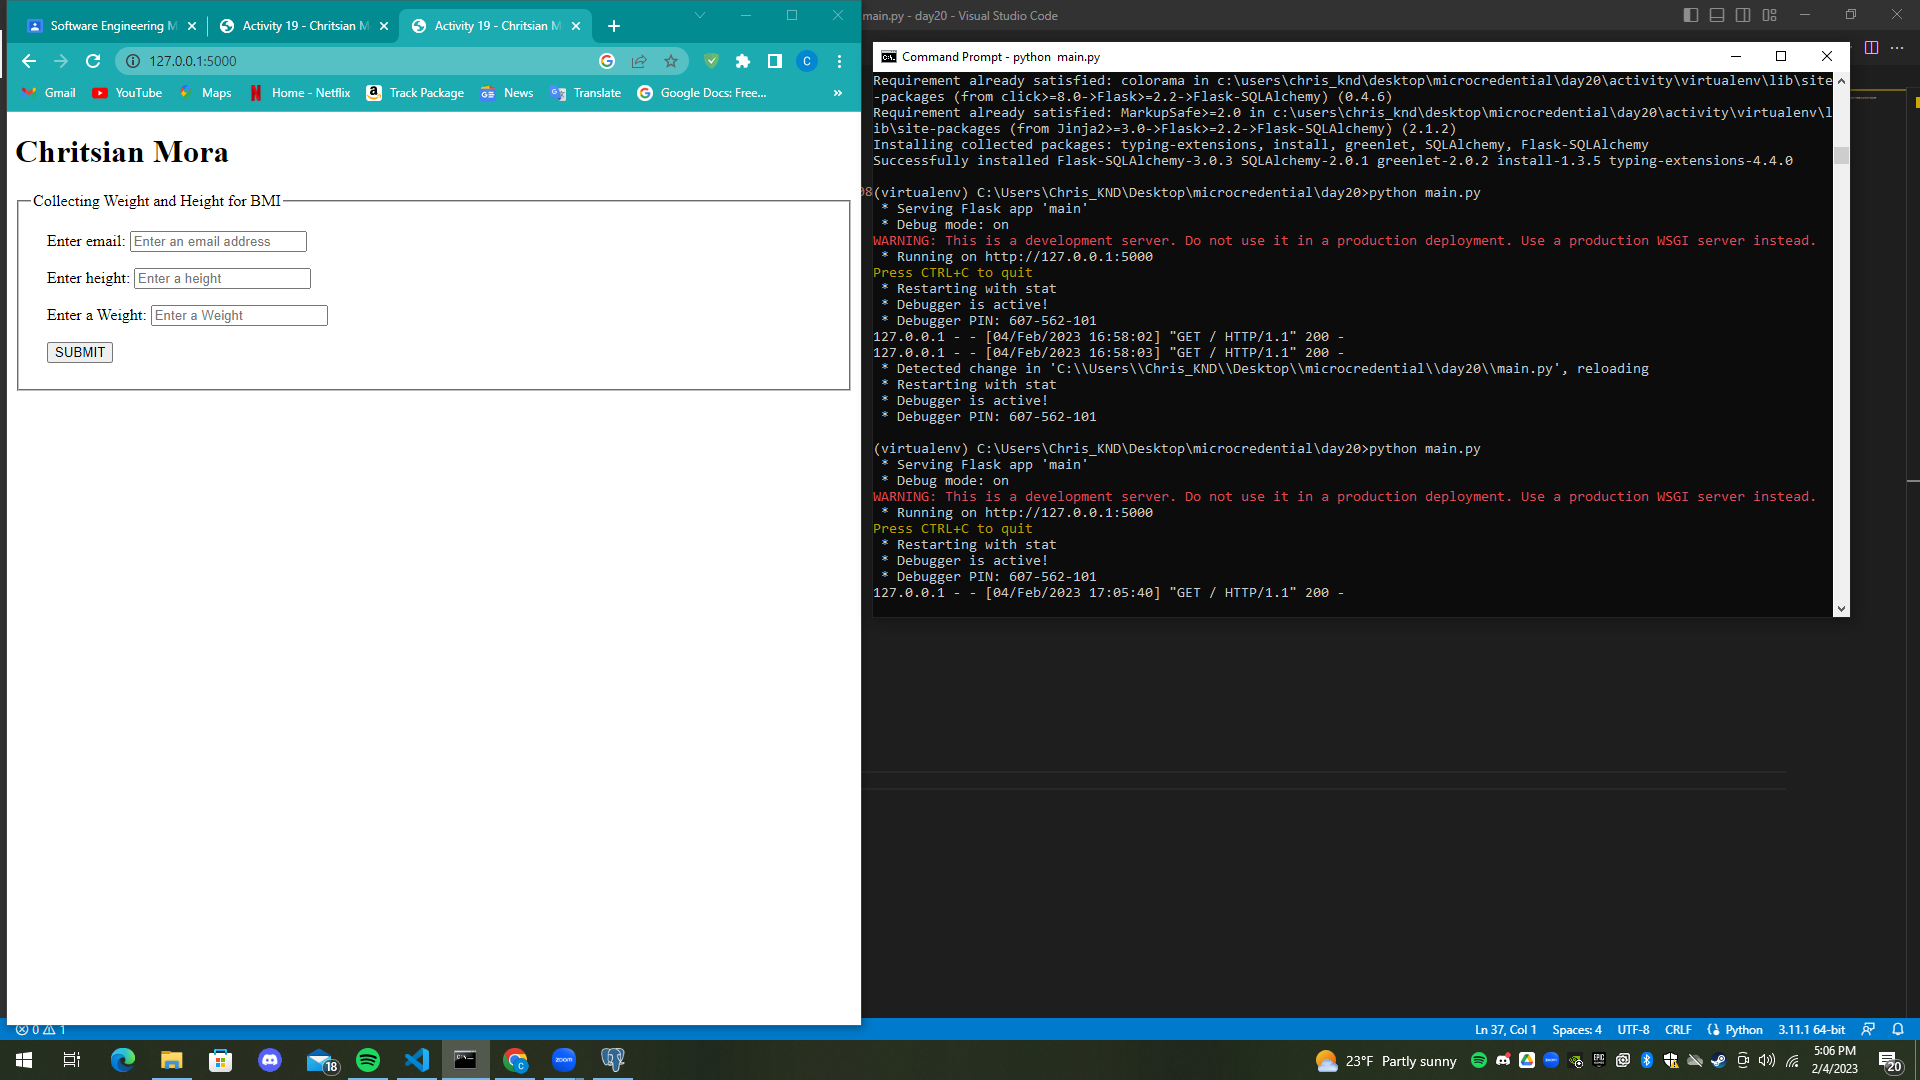 Software Engineering M
Activity 19 - Chritsian M
Activity 19 - Chritsian M
main.py - day20 - Visual Studio Code
127.0.0.1:5000
C
Gmail
YouTube
Maps
Home - Netflix
Track Package
News
Translate
Google Docs: Free...
»
Chritsian Mora
Collecting Weight and Height for BMI
Enter email: Enter an email address
Enter height: Enter a height
Enter a Weight: Enter a Weight
SUBMIT
Command Prompt - python  main.py
Requirement already satisfied: colorama in c:\users\chris_knd\desktop\microcredential\day20\activity\virtualenv\lib\site
-packages (from click>=8.0->Flask>=2.2->Flask-SQLAlchemy) (0.4.6)
Requirement already satisfied: MarkupSafe>=2.0 in c:\users\chris_knd\desktop\microcredential\day20\activity\virtualenv\l
ib\site-packages (from Jinja2>=3.0->Flask>=2.2->Flask-SQLAlchemy) (2.1.2)
Installing collected packages: typing-extensions, install, greenlet, SQLAlchemy, Flask-SQLAlchemy
Successfully installed Flask-SQLAlchemy-3.0.3 SQLAlchemy-2.0.1 greenlet-2.0.2 install-1.3.5 typing-extensions-4.4.0
(virtualenv) C:\Users\Chris_KND\Desktop\microcredential\day20>python main.py
 * Serving Flask app 'main'
 * Debug mode: on
WARNING: This is a development server. Do not use it in a production deployment. Use a production WSGI server instead.
 * Running on http://127.0.0.1:5000
Press CTRL+C to quit
 * Restarting with stat
 * Debugger is active!
 * Debugger PIN: 607-562-101
127.0.0.1 - - [04/Feb/2023 16:58:02] "GET / HTTP/1.1" 200 -
127.0.0.1 - - [04/Feb/2023 16:58:03] "GET / HTTP/1.1" 200 -
 * Detected change in 'C:\\Users\\Chris_KND\\Desktop\\microcredential\\day20\\main.py', reloading
 * Restarting with stat
 * Debugger is active!
 * Debugger PIN: 607-562-101
(virtualenv) C:\Users\Chris_KND\Desktop\microcredential\day20>python main.py
 * Serving Flask app 'main'
 * Debug mode: on
WARNING: This is a development server. Do not use it in a production deployment. Use a production WSGI server instead.
 * Running on http://127.0.0.1:5000
Press CTRL+C to quit
 * Restarting with stat
 * Debugger is active!
 * Debugger PIN: 607-562-101
127.0.0.1 - - [04/Feb/2023 17:05:40] "GET / HTTP/1.1" 200 -
0 1
Ln 37, Col 1
Spaces: 4
UTF-8
CRLF
Python
3.11.1 64-bit
18
zoom
23°F Partly sunny
5:06 PM
2/4/2023
20